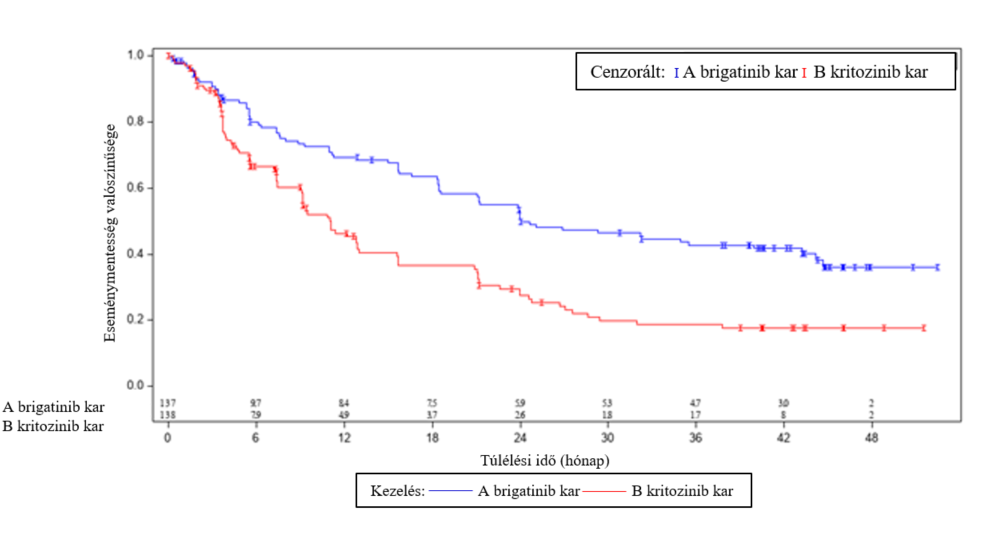 Cenzorált: A brigatinib kar B kritozinib kar
Eseménymentesség valószínűsége
1.0
0.8
0.6
0.4
0.2
0.0
A brigatinib kar 137 97 84 75 59 53 47 30 2
B kritozinib kar 138 79 49 37 26 18 17 8 2
0 6 12 18 24 30 36 42 48
Túlélési idő (hónap)
Kezelés: A brigatinib kar B kritozinib kar